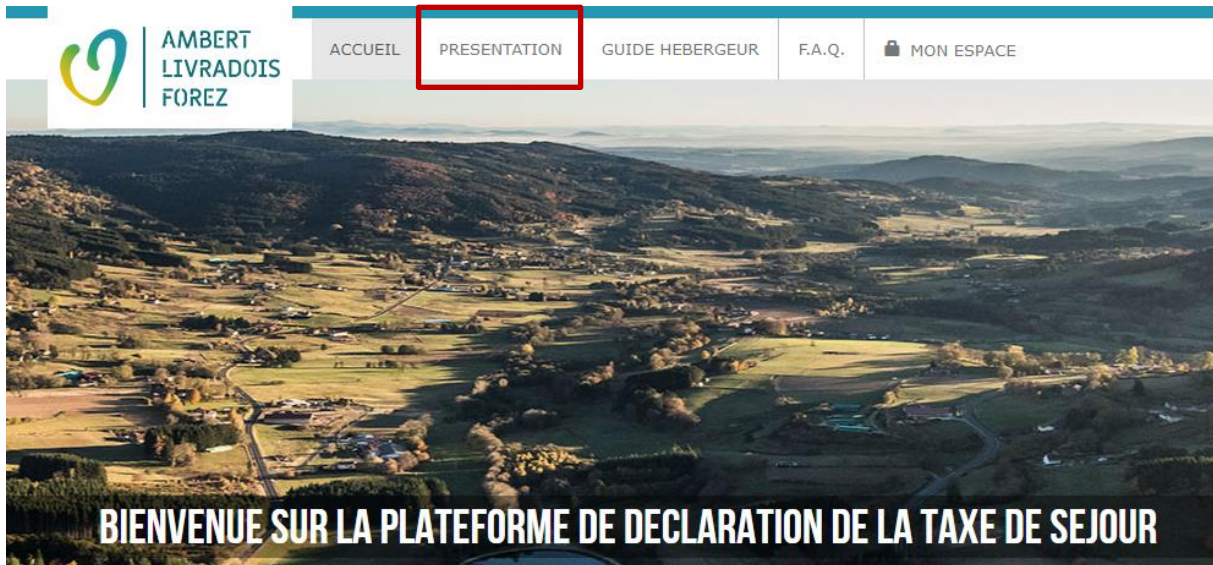 AMBERT
LIVRADOIS
FOREZ
ACCUEIL PRESENTATION GUIDE HEBERGEUR F.A.Q. MON ESPACE
BIENVENUE SUR LA PLATEFORME DE DECLARATION DE LA TAXE DE SEJOUR